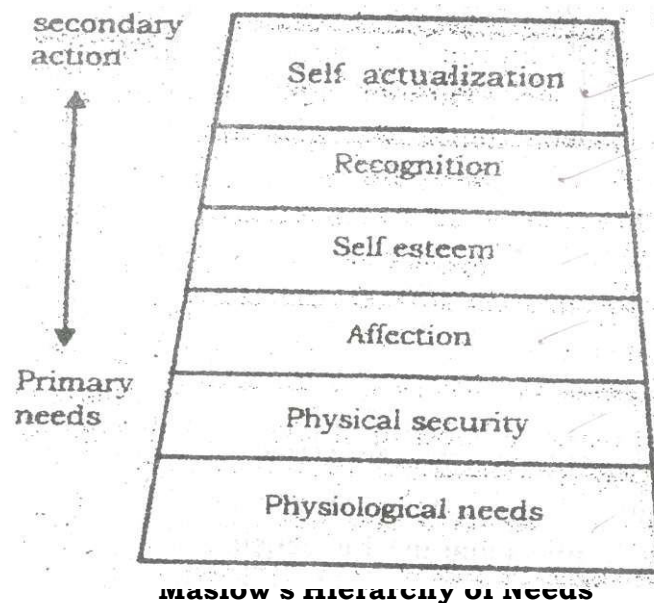 secondary
action
Self actualization
Recognition
Self esteem
Affection
Primary
needs
Physical security
Physiological needs
Maslow's Hierarchy of Needs